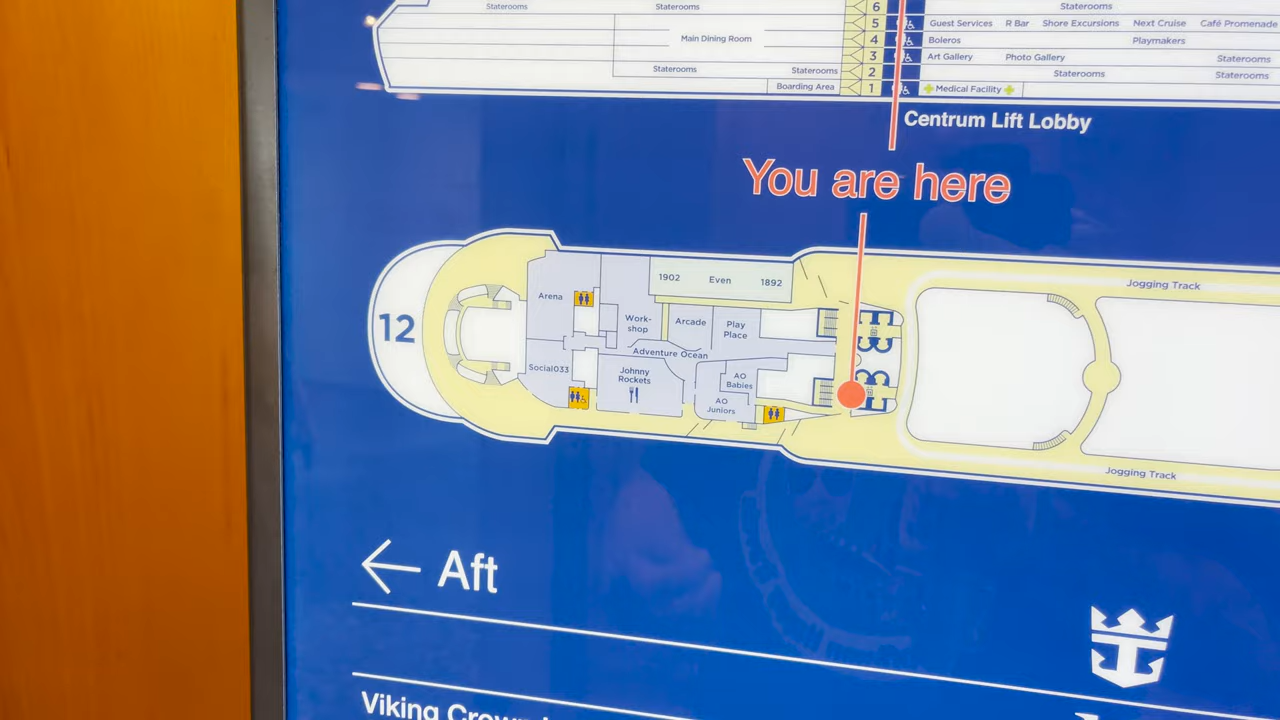 6 Staterooms
Staterooms Staterooms
5 Guest Services R Bar Shore Excursions Next Cruise Café Promenade
Main Dining Room 4 Boleros Playmakers
3 Art Gallery Photo Gallery Staterooms
Staterooms Staterooms 2 Staterooms Staterooms
Boarding Area 1 Medical Facility
Centrum Lift Lobby
You are here
12
1902 Even 1892
Arena
Work-
shop
Arcade
Play
Place
Adventure Ocean
Social033
Johnny
Rockets
AO
Babies
AO
Juniors
Jogging Track
Jogging Track
← Aft
Viking